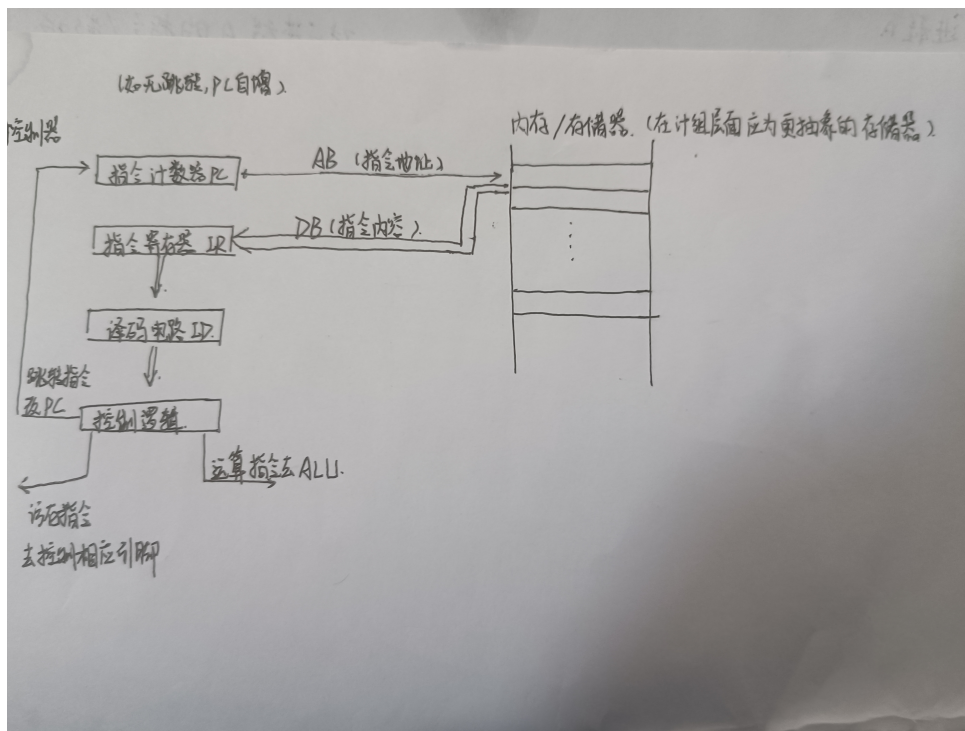 (如无跳转,PC自增).
控制器
内存/存储器.(在计组层面应为更抽象的存储器).
指令计数器PC
AB (指令地址)
指令寄存器 IR
DB(指令内容).
译码电路ID.
跳转指令
改PC
控制逻辑.
运算指令去ALU.
访存指令
去控制相应引脚